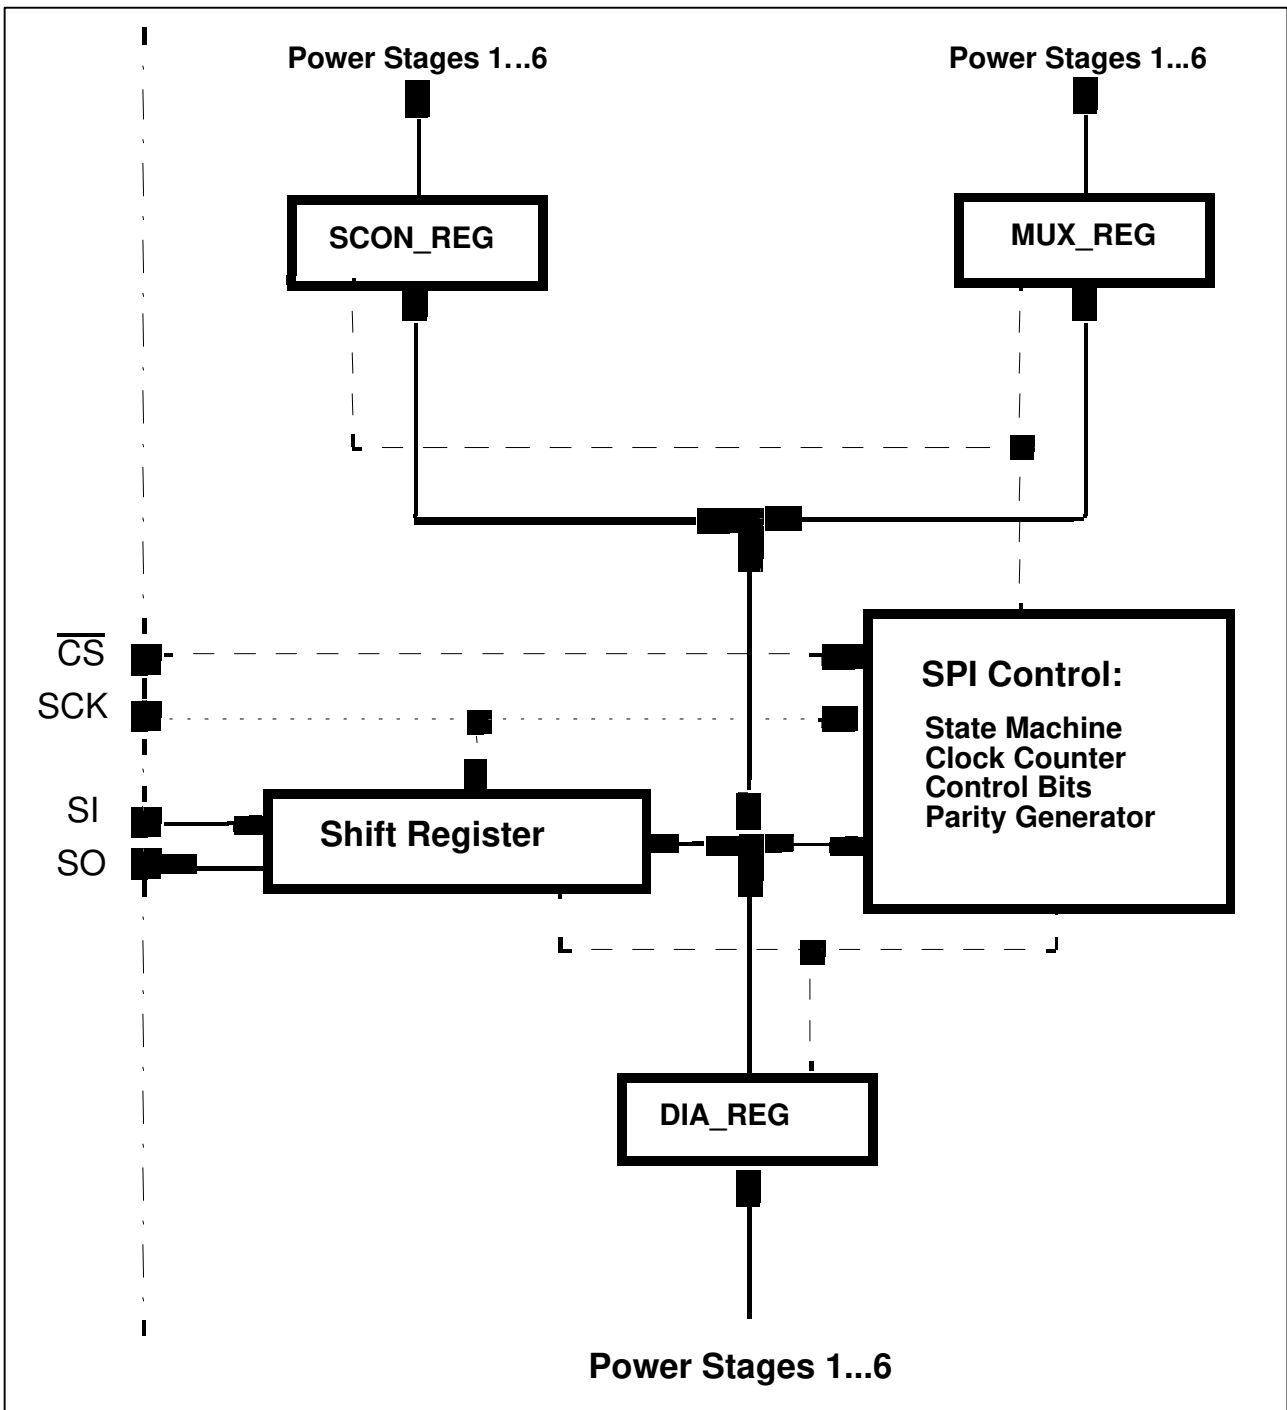 Power Stages 1...6
Power Stages 1...6
SCON_REG
MUX_REG
CS
SCK
SI
SO
Shift Register
SPI Control:
State Machine
Clock Counter
Control Bits
Parity Generator
DIA_REG
Power Stages 1...6